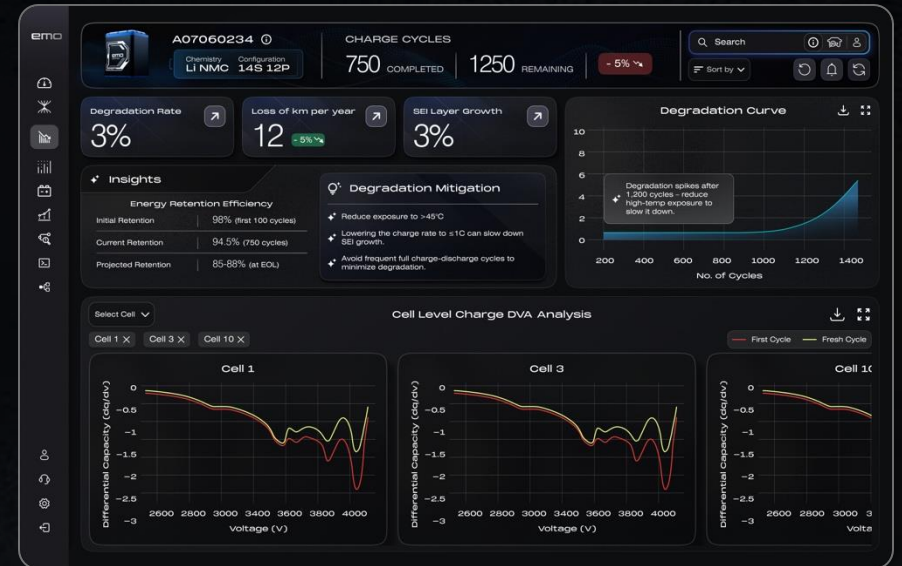 emo
A07060234
Chemistry Configuration
Li NMC 14S 12P
CHARGE CYCLES
750 COMPLETED 1250 REMAINING - 5%
Search
Sort by
Degradation Rate
3%
Loss of km per year
12 - 5%
SEI Layer Growth
3%
Insights
Energy Retention Efficiency
Initial Retention 98% (first 100 cycles)
Current Retention 94.5% (750 cycles)
Projected Retention 85-88% (at EOL)
Degradation Mitigation
Reduce exposure to >45°C
Lowering the charge rate to ≤1C can slow down
SEI growth.
Avoid frequent full charge-discharge cycles to
minimize degradation.
Degradation Curve
10
8
6
4
2
0
Degradation spikes after
1,200 cycles – reduce
high-temp exposure to
slow it down.
200 400 600 800 1000 1200 1400
No. of Cycles
Select Cell
Cell Level Charge DVA Analysis
Cell 1 X Cell 3 X Cell 10 X
First Cycle Fresh Cycle
Cell 1
Differential Capacity (dq/dv)
0
-0.5
-1
-1.5
-2
-2.5
-3
2600 2800 3000 3400 3600 3800 4000
Voltage (V)
Cell 3
Differential Capacity (dq/dv)
0
-0.5
-1
-1.5
-2
-2.5
-3
2600 2800 3000 3400 3600 3800 4000
Voltage (V)
Cell 1(
Differential Capacity (dq/dv)
0
-0.5
-1
-1.5
-2
-2.5
-3
2600 2800 3000 3
Volta